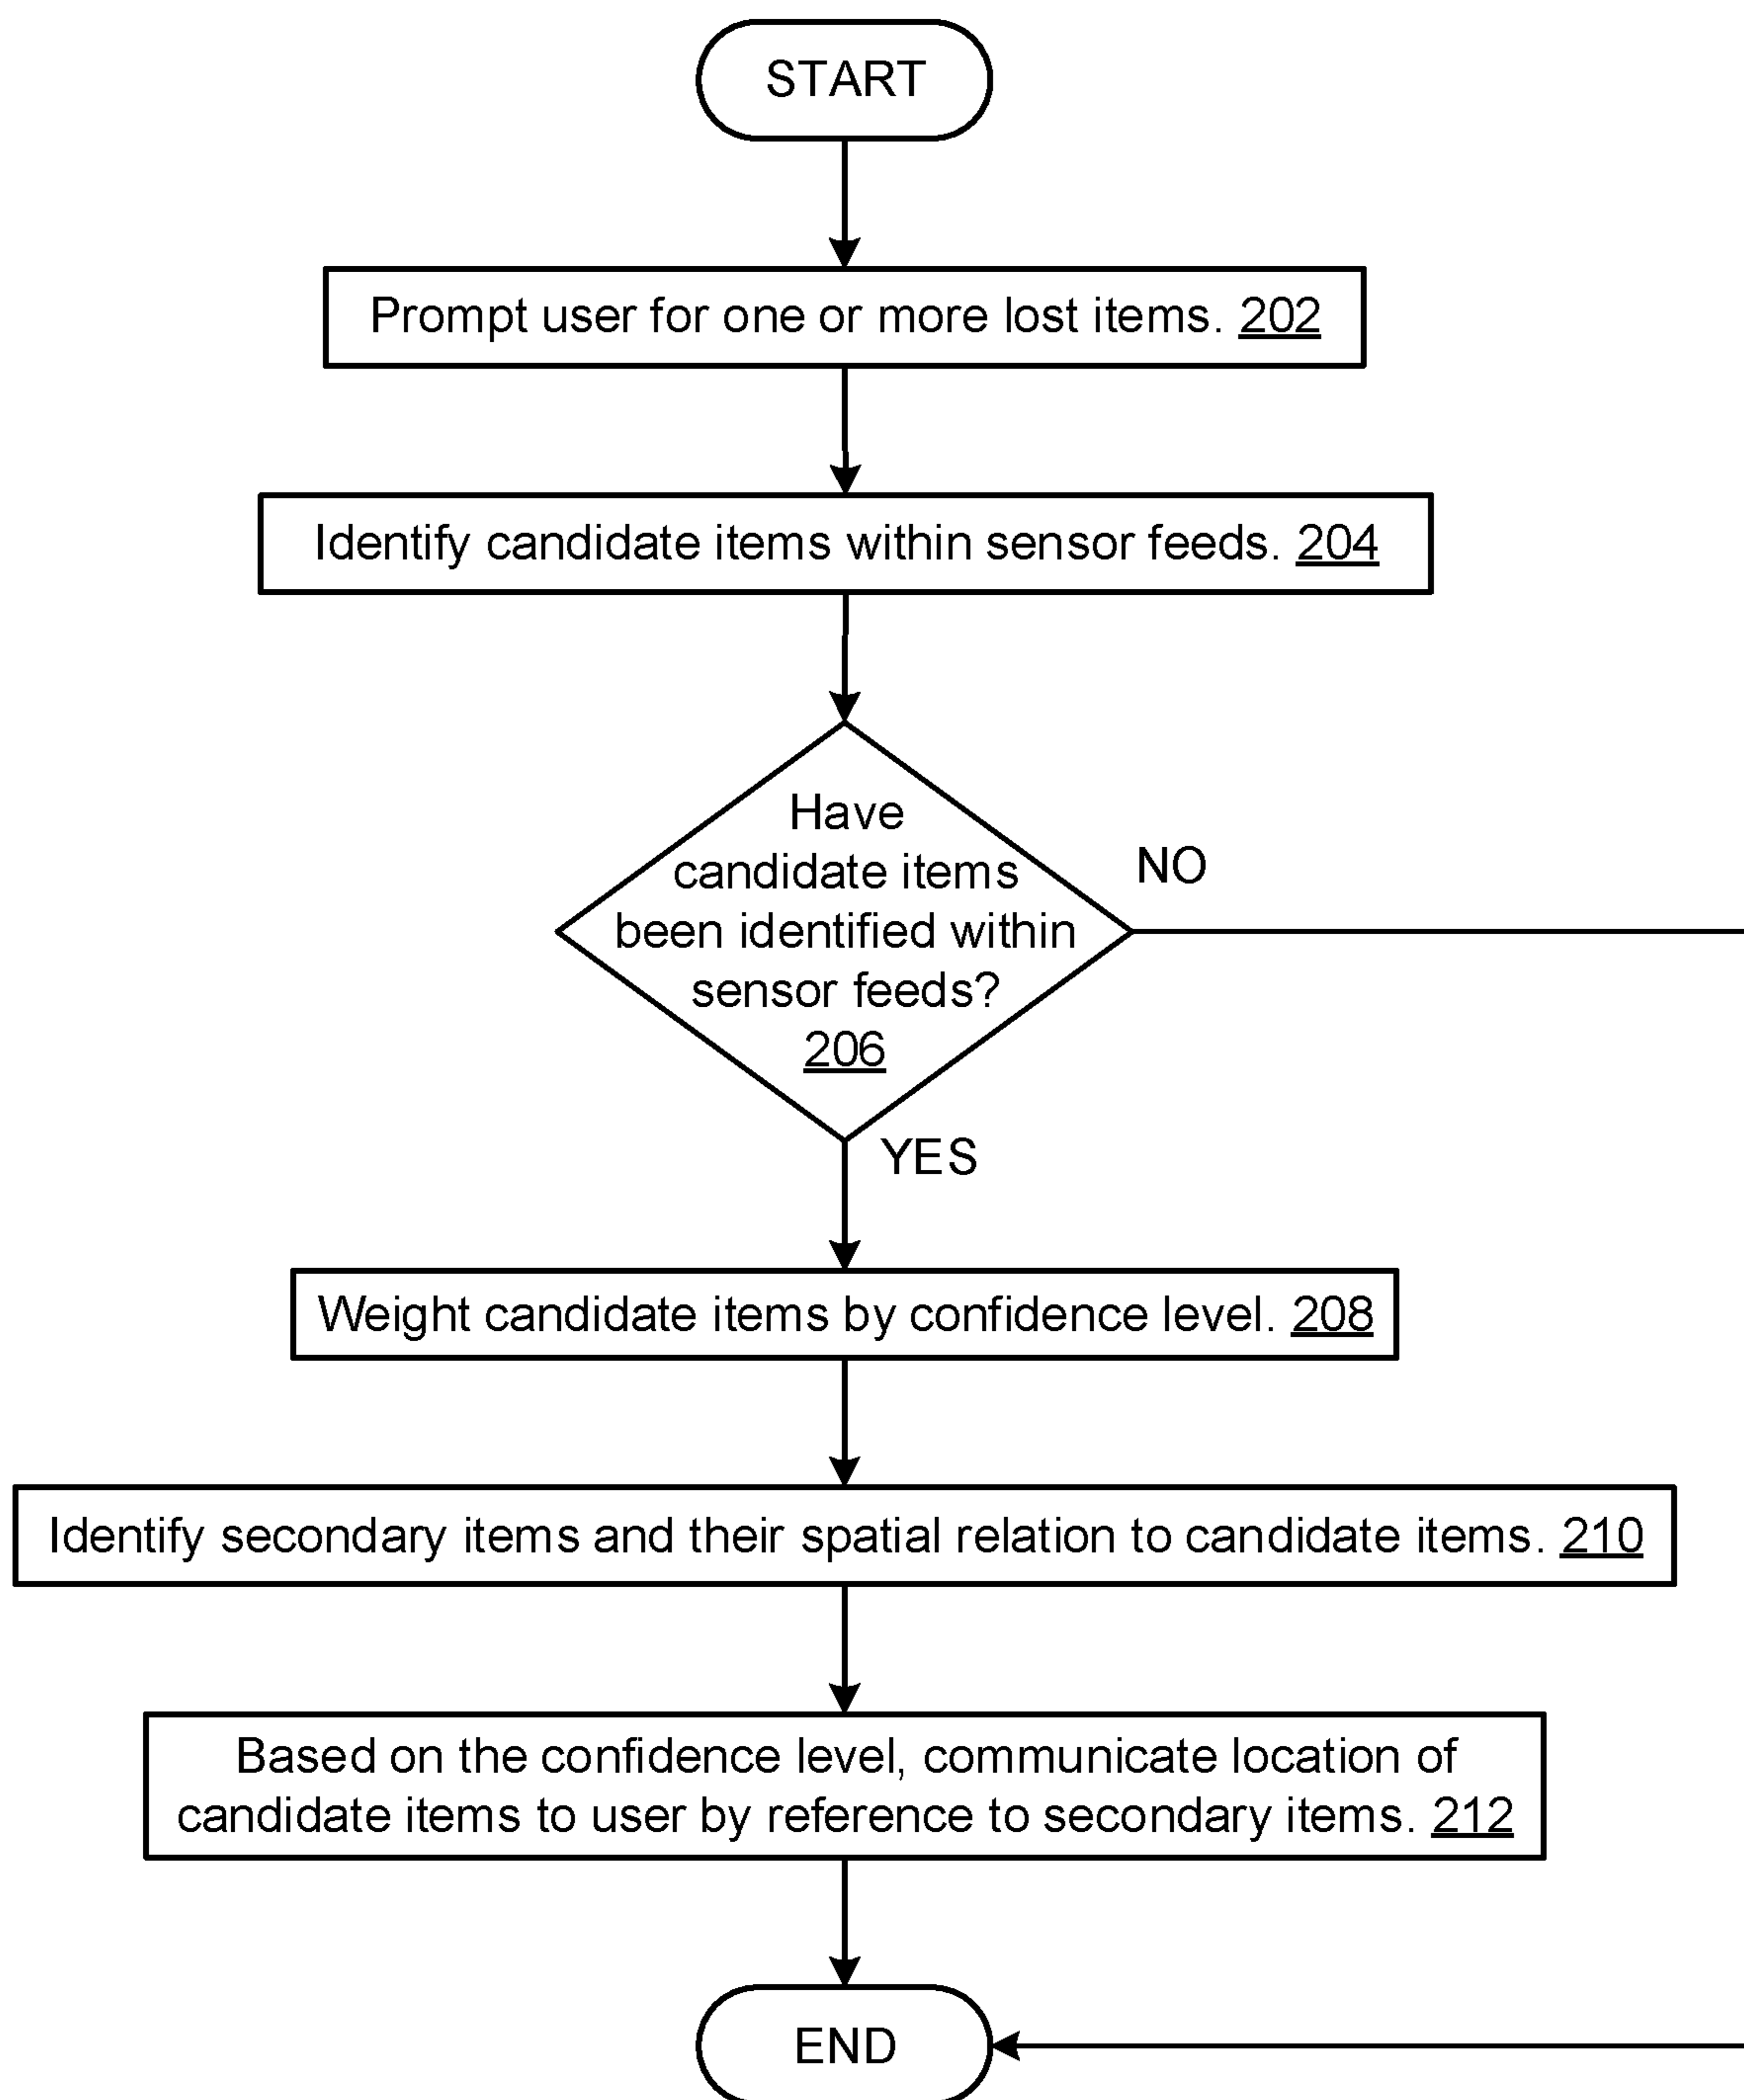 START
Prompt user for one or more lost items. 202
Identify candidate items within sensor feeds. 204
Have
candidate items
been identified within
sensor feeds?
206
NO
YES
Weight candidate items by confidence level. 208
Identify secondary items and their spatial relation to candidate items. 210
Based on the confidence level, communicate location of
candidate items to user by reference to secondary items. 212
END